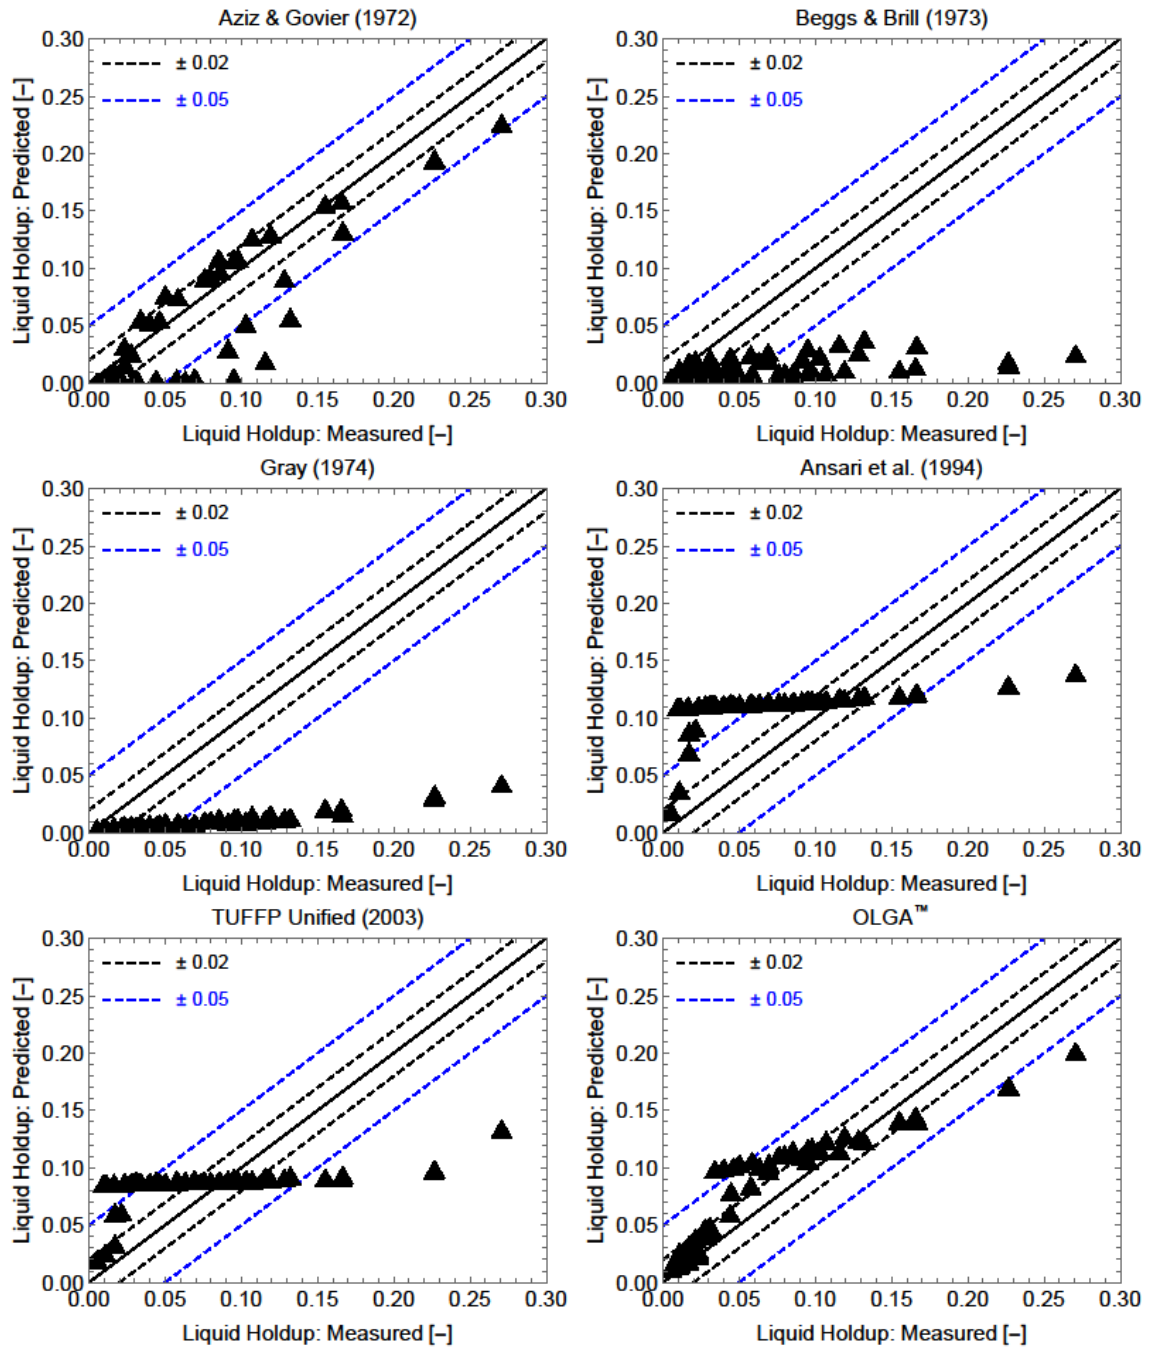 Aziz & Govier (1972)
Liquid Holdup: Predicted [−]
0.30
0.25
0.20
0.15
0.10
0.05
0.00
± 0.02
± 0.05
0.00 0.05 0.10 0.15 0.20 0.25 0.30
Liquid Holdup: Measured [−]
Beggs & Brill (1973)
Liquid Holdup: Predicted [−]
0.30
0.25
0.20
0.15
0.10
0.05
0.00
± 0.02
± 0.05
0.00 0.05 0.10 0.15 0.20 0.25 0.30
Liquid Holdup: Measured [−]
Gray (1974)
Liquid Holdup: Predicted [−]
0.30
0.25
0.20
0.15
0.10
0.05
0.00
± 0.02
± 0.05
0.00 0.05 0.10 0.15 0.20 0.25 0.30
Liquid Holdup: Measured [−]
Ansari et al. (1994)
Liquid Holdup: Predicted [−]
0.30
0.25
0.20
0.15
0.10
0.05
0.00
± 0.02
± 0.05
0.00 0.05 0.10 0.15 0.20 0.25 0.30
Liquid Holdup: Measured [−]
TUFFP Unified (2003)
Liquid Holdup: Predicted [−]
0.30
0.25
0.20
0.15
0.10
0.05
0.00
± 0.02
± 0.05
0.00 0.05 0.10 0.15 0.20 0.25 0.30
Liquid Holdup: Measured [−]
OLGA™
Liquid Holdup: Predicted [−]
0.30
0.25
0.20
0.15
0.10
0.05
0.00
± 0.02
± 0.05
0.00 0.05 0.10 0.15 0.20 0.25 0.30
Liquid Holdup: Measured [−]